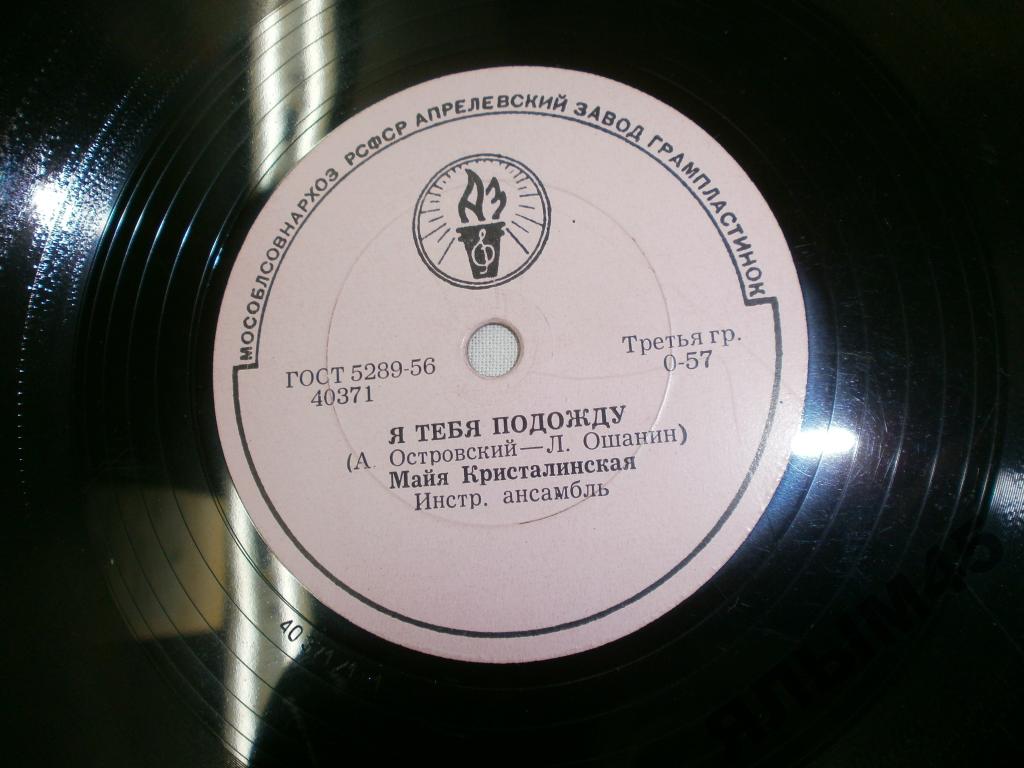 МОСОБЛСОВНАРХОЗ РСФСР АПРЕЛЕВСКИЙ ЗАВОД ГРАМПЛАСТИНОК
АЗ
ГОСТ 5289-56
40371
Третья гр.
0-57
Я ТЕБЯ ПОДОЖДУ
(А. Островский—Л. Ошанин)
Майя Кристалинская
Инстр. ансамбль
ЯЛЫМ45